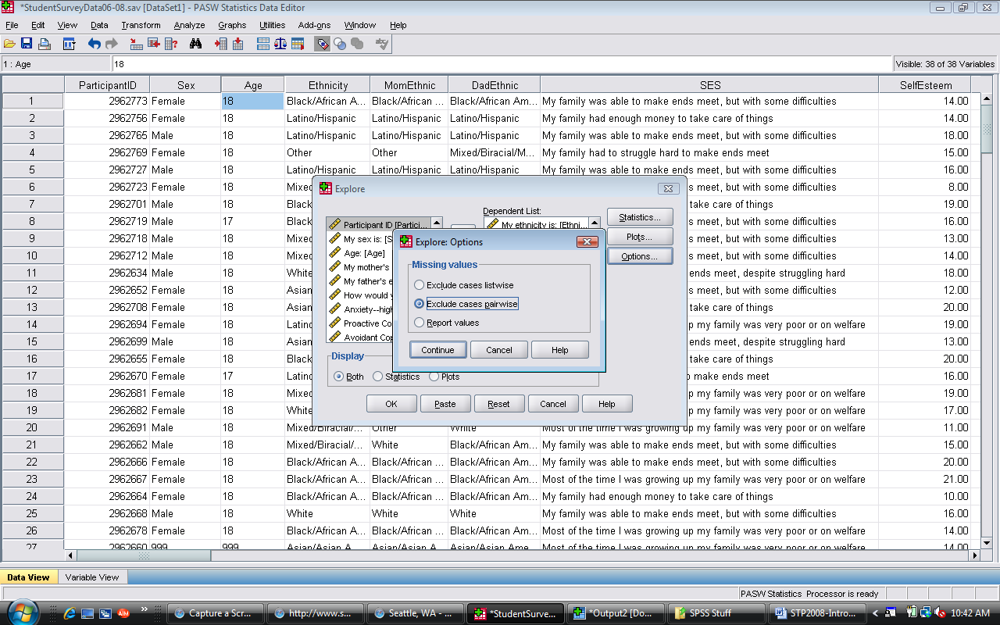 *StudentSurveyData06-08.sav [DataSet1] - PASW Statistics Data Editor
File Edit View Data Transform Analyze Graphs Utilities Add-ons Window Help
1 : Age 18 Visible: 38 of 38 Variables
ParticipantID Sex Age Ethnicity MomEthnic DadEthnic SES SelfEsteem
1 2962773 Female 18 Black/African A... Black/African ... Black/African Am... My family was able to make ends meet, but with some difficulties 14.00
2 2962756 Female 18 Latino/Hispanic Latino/Hispanic Latino/Hispanic My family had enough money to take care of things 14.00
3 2962765 Male 18 Latino/Hispanic Latino/Hispanic Latino/Hispanic My family was able to make ends meet, but with some difficulties 18.00
4 2962769 Female 18 Other Other Mixed/Biracial/M... My family had to struggle hard to make ends meet 15.00
5 2962727 Male 18 Latino/Hispanic Latino/Hispanic Latino/Hispanic My family was able to make ends meet, but with some difficulties 16.00
6 2962723 Female 18 Mixed s meet, but with some difficulties 8.00
7 2962701 Male 18 Black take care of things 19.00
8 2962719 Male 17 Black s meet, but with some difficulties 16.00
9 2962718 Male 18 Mixed s meet, but with some difficulties 13.00
10 2962712 Male 18 Mixed s meet, but with some difficulties 14.00
11 2962634 Male 18 White ends meet, despite struggling hard 18.00
12 2962652 Male 18 Asian s meet, but with some difficulties 12.00
13 2962708 Male 18 Asian take care of things 20.00
14 2962694 Female 18 Latino p my family was very poor or on welfare 19.00
15 2962699 Male 18 Asian ends meet, despite struggling hard 13.00
16 2962655 Female 18 Black take care of things 20.00
17 2962670 Male 17 Latino o make ends meet 16.00
18 2962681 Female 18 Mixed p my family was very poor or on welfare 19.00
19 2962682 Female 18 White s meet, but with some difficulties 17.00
20 2962691 Male 18 Mixed/Biracial/... Other White Most of the time I was growing up my family was very poor or on welfare 11.00
21 2962662 Male 18 Mixed/Biracial/... White Black/African Am... My family was able to make ends meet, but with some difficulties 15.00
22 2962666 Female 18 Black/African A... Black/African ... Black/African Am... My family was able to make ends meet, but with some difficulties 20.00
23 2962667 Female 18 Black/African A... Black/African ... Black/African Am... Most of the time I was growing up my family was very poor or on welfare 21.00
24 2962664 Female 18 Black/African A... Black/African ... Black/African Am... My family had enough money to take care of things 10.00
25 2962668 Male 18 White White White My family was able to make ends meet, but with some difficulties 16.00
26 2962678 Female 18 Black/African A... Black/African ... Black/African Am... My family was able to make ends meet, but with some difficulties 14.00
27 2962660 999 999 Asian/Asian A... Asian/Asian A... Asian/Asian Ame... Most of the time I was growing up my family was very poor or on welfare 14.00
Explore
Dependent List:
Participant ID [Partici...
My sex is: [S
Age: [Age]
My mother's
My father's e
How would y
Anxiety--high
Proactive Co
Avoidant Cop
My ethnicity is: [Ethni...
Statistics...
Plots...
Options...
Explore: Options
Missing values
Exclude cases listwise
Exclude cases pairwise
Report values
Continue Cancel Help
Display
Both Statistics Plots
OK Paste Reset Cancel Help
Data View Variable View
PASW Statistics Processor is ready
AIM
Capture a Scr... http://www.s... Seattle, WA - ... *StudentSurve... *Output2 [Do... SPSS Stuff STP2008-Intro... 10:42 AM